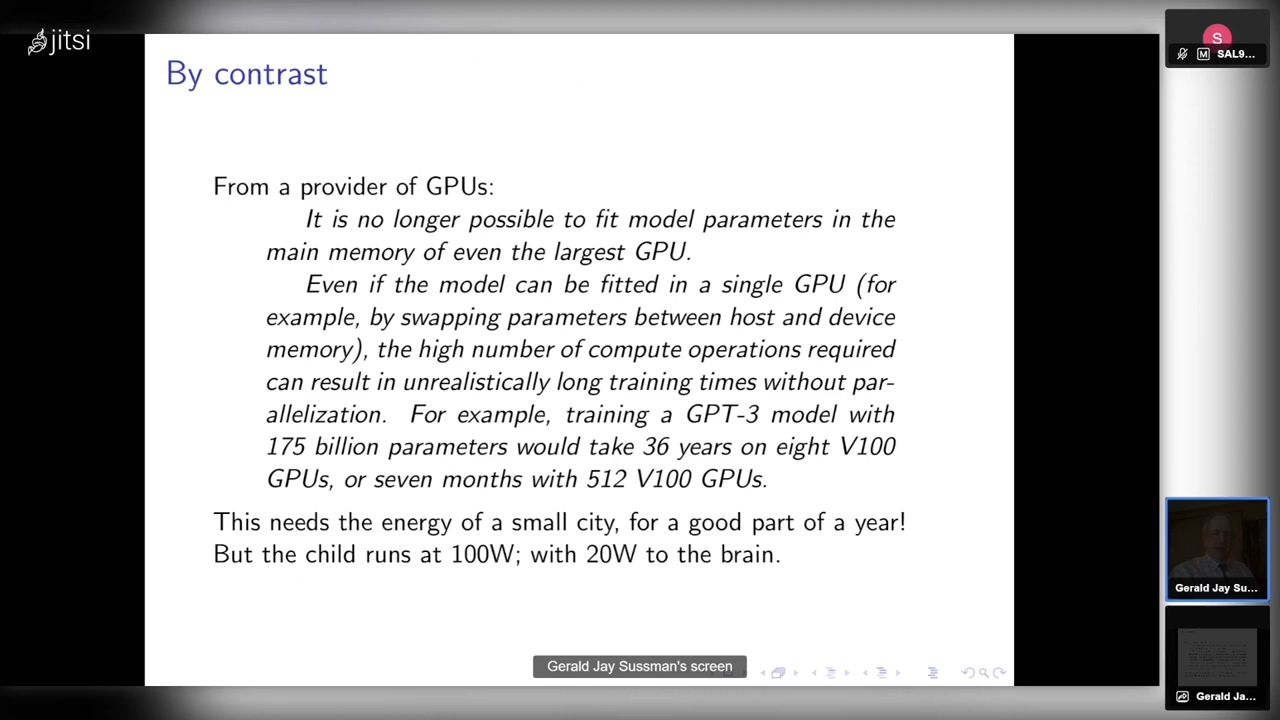 jitsi
By contrast
From a provider of GPUs:
It is no longer possible to fit model parameters in the
main memory of even the largest GPU.
Even if the model can be fitted in a single GPU (for
example, by swapping parameters between host and device
memory), the high number of compute operations required
can result in unrealistically long training times without par-
allelization. For example, training a GPT-3 model with
175 billion parameters would take 36 years on eight V100
GPUs, or seven months with 512 V100 GPUs.
This needs the energy of a small city, for a good part of a year!
But the child runs at 100W; with 20W to the brain.
Gerald Jay Sussman's screen
S
M SAL9...
Gerald Jay Su...
Gerald Ja...